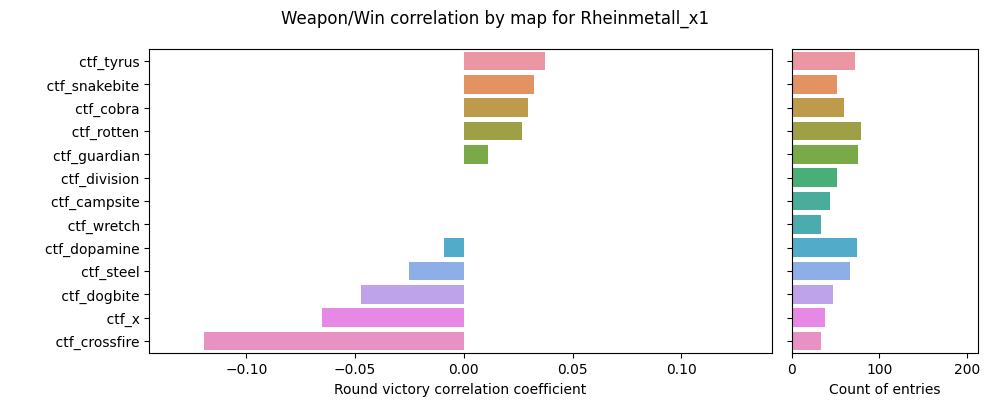 Weapon/Win correlation by map for Rheinmetall_x1
ctf_tyrus
ctf_snakebite
ctf_cobra
ctf_rotten
ctf_guardian
ctf_division
ctf_campsite
ctf_wretch
ctf_dopamine
ctf_steel
ctf_dogbite
ctf_x
ctf_crossfire
−0.10 −0.05 0.00 0.05 0.10
Round victory correlation coefficient
0 100 200
Count of entries